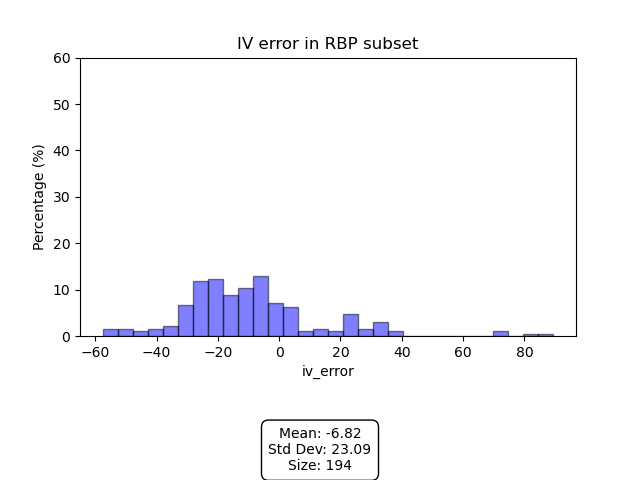 IV error in RBP subset
60
50
40
30
20
10
0
Percentage (%)
−60 −40 −20 0 20 40 60 80
iv_error
Mean: -6.82
Std Dev: 23.09
Size: 194